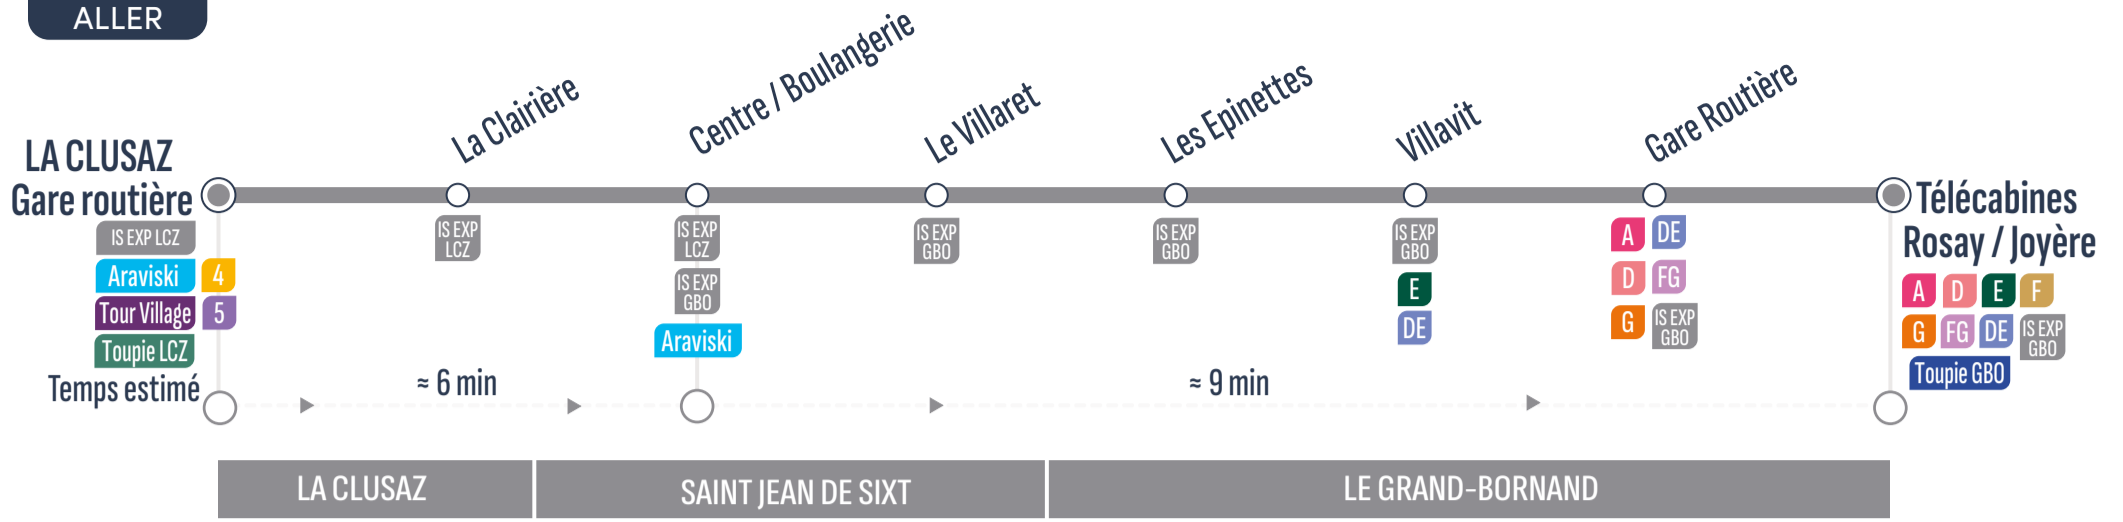 ALLER
La Clairière
Centre / Boulangerie
Le Villaret
Les Epinettes
Villavit
Gare Routière
LA CLUSAZ
Gare routière
IS EXP LCZ
Araviski 4
Tour Village 5
Toupie LCZ
IS EXP
LCZ
IS EXP
LCZ
IS EXP
GBO
Araviski
IS EXP
GBO
IS EXP
GBO
IS EXP
GBO
E
DE
A DE
D FG
G IS EXP
GBO
Télécabines
Rosay / Joyère
A D E F
G FG DE IS EXP
GBO
Toupie GBO
Temps estimé
≈ 6 min
≈ 9 min
LA CLUSAZ
SAINT JEAN DE SIXT
LE GRAND-BORNAND